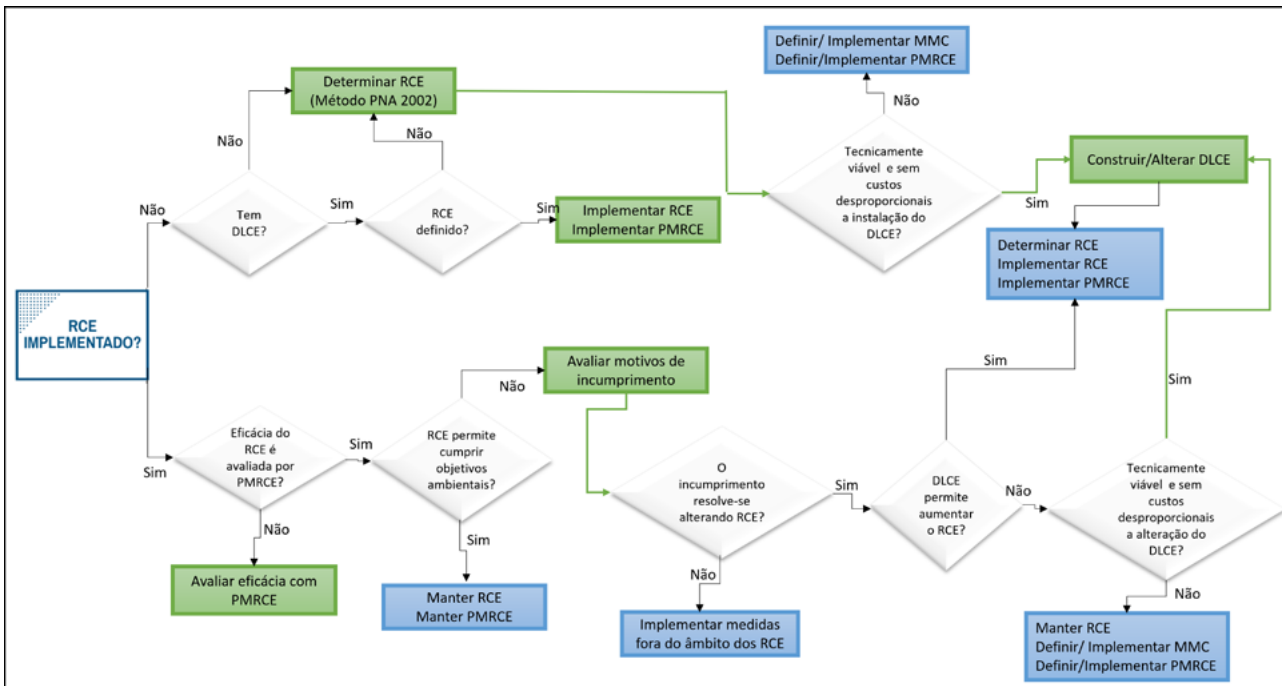 Definir/ Implementar MMC
Definir/Implementar PMRCE
Não
Determinar RCE
(Método PNA 2002)
Não
Não
Tecnicamente
viável e sem
custos
desproporcionais
a instalação do
DLCE?
Sim
Construir/Alterar DLCE
Não
Tem
DLCE?
Sim
RCE
definido?
Sim
Implementar RCE
Implementar PMRCE
Determinar RCE
Implementar RCE
Implementar PMRCE
RCE
IMPLEMENTADO?
Sim
Eficácia do
RCE é
avaliada por
PMRCE?
Sim
RCE permite
cumprir
objetivos
ambientais?
Não
Avaliar motivos de
incumprimento
Não
Avaliar eficácia com
PMRCE
Sim
Manter RCE
Manter PMRCE
O
incumprimento
resolve-se
alterando RCE?
Sim
DLCE
permite
aumentar
o RCE?
Sim
Não
Tecnicamente
viável e sem
custos
desproporcionais
a alteração do
DLCE?
Sim
Não
Implementar medidas
fora do âmbito dos RCE
Não
Manter RCE
Definir/ Implementar MMC
Definir/Implementar PMRCE